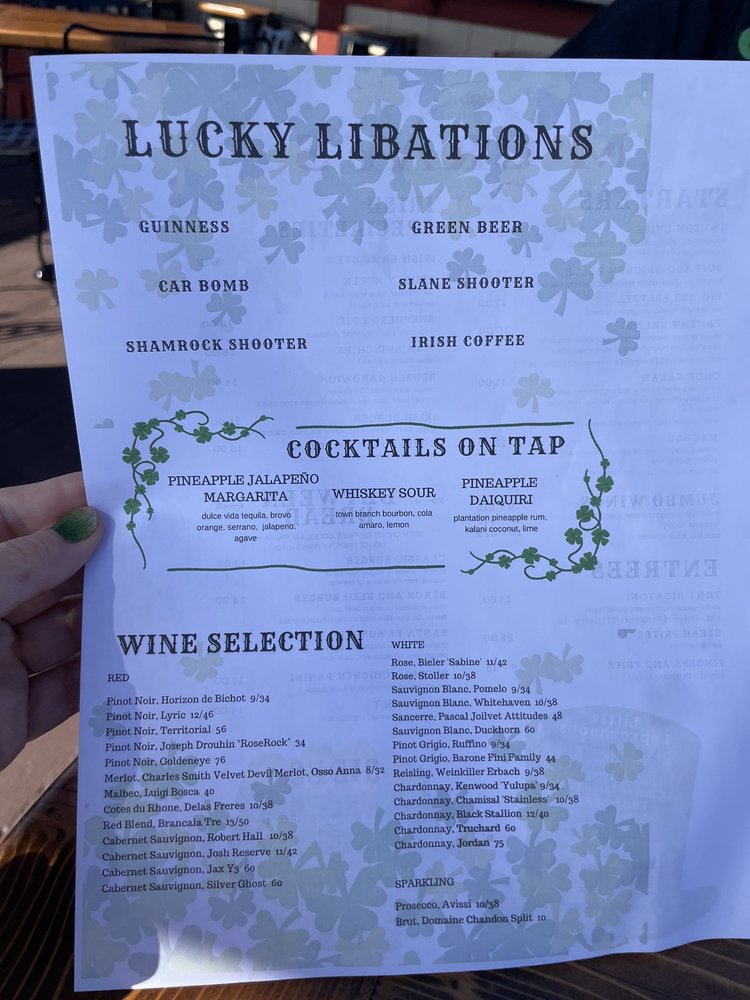 LUCKY LIBATIONS
GUINNESS
GREEN BEER
CAR BOMB
SLANE SHOOTER
SHAMROCK SHOOTER
IRISH COFFEE
COCKTAILS ON TAP
PINEAPPLE JALAPEÑO
MARGARITA
dulce vida tequila, brovo
orange, serrano, jalapeno,
agave
WHISKEY SOUR
town branch bourbon, cola
amaro, lemon
PINEAPPLE
DAIQUIRI
plantation pineapple rum,
kalani coconut, lime
WINE SELECTION
RED
Pinot Noir, Horizon de Bichot 9/34
Pinot Noir, Lyric 12/46
Pinot Noir, Territorial 56
Pinot Noir, Joseph Drouhin "RoseRock" 34
Pinot Noir, Goldeneye 76
Merlot, Charles Smith Velvet Devil Merlot, Osso Anna 8/32
Malbec, Luigi Bosca 40
Cotes du Rhone, Delas Freres 10/38
Red Blend, Brancaia Tre 13/50
Cabernet Sauvignon, Robert Hall 10/38
Cabernet Sauvignon, Josh Reserve 11/42
Cabernet Sauvignon, Jax Y3 60
Cabernet Sauvignon, Silver Ghost 60
WHITE
Rose, Bieler 'Sabine' 11/42
Rose, Stoller 10/38
Sauvignon Blanc, Pomelo 9/34
Sauvignon Blanc, Whitehaven 10/38
Sancerre, Pascal Joilvet Attitudes 48
Sauvignon Blanc, Duckhorn 60
Pinot Grigio, Ruffino 9/34
Pinot Grigio, Barone Fini Family 44
Reisling, Weinkiller Erbach 9/38
Chardonnay, Kenwood 'Yulupa' 9/34
Chardonnay, Chamisal 'Stainless' 10/38
Chardonnay, Black Stallion 12/40
Chardonnay, Truchard 60
Chardonnay, Jordan 75
SPARKLING
Prosecco, Avissi 10/38
Brut, Domaine Chandon Split 10